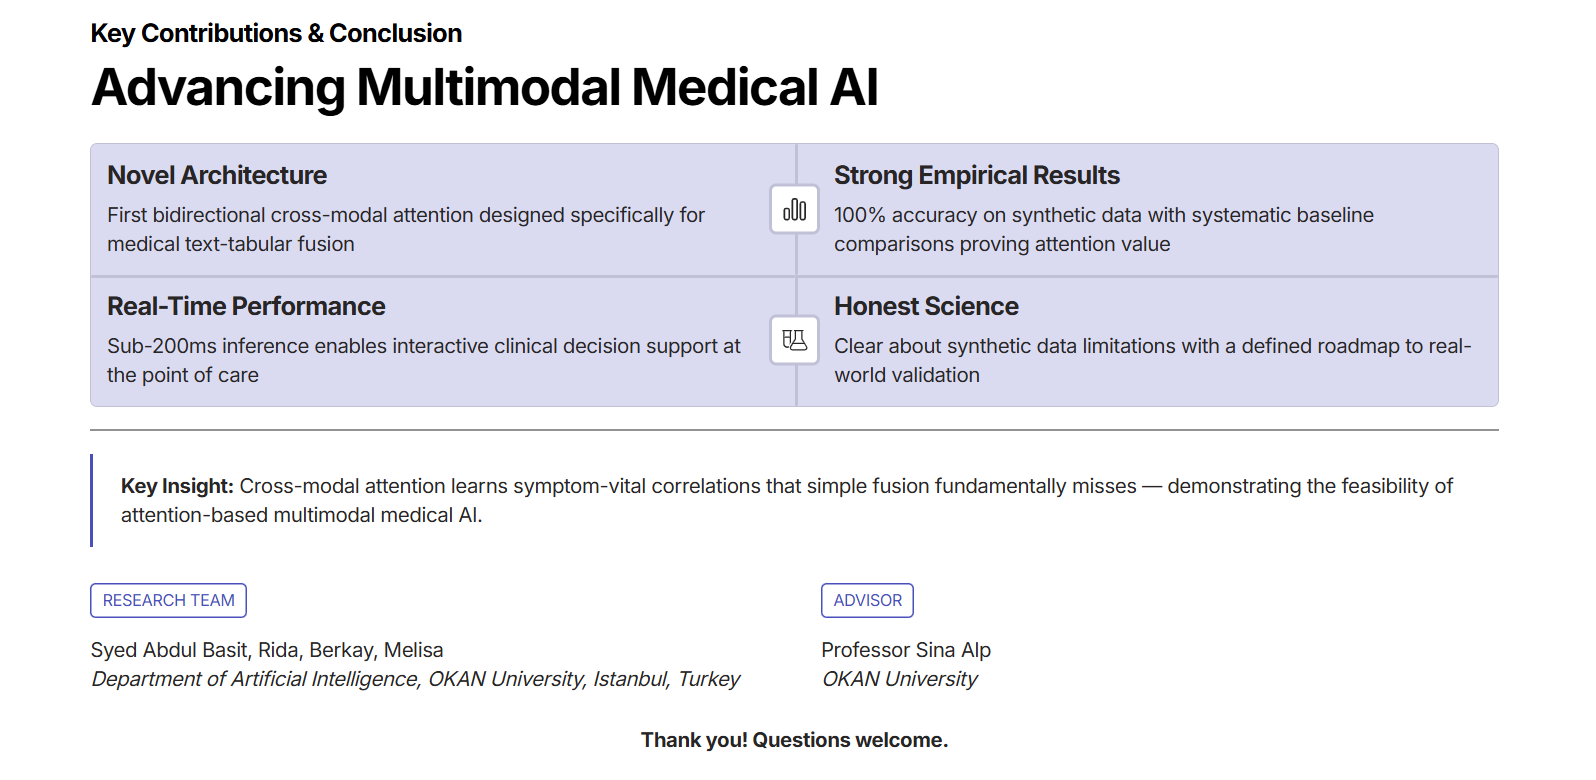 Key Contributions & Conclusion
Advancing Multimodal Medical AI
Novel Architecture
First bidirectional cross-modal attention designed specifically for
medical text-tabular fusion
Strong Empirical Results
100% accuracy on synthetic data with systematic baseline
comparisons proving attention value
Real-Time Performance
Sub-200ms inference enables interactive clinical decision support at
the point of care
Honest Science
Clear about synthetic data limitations with a defined roadmap to real-
world validation
Key Insight: Cross-modal attention learns symptom-vital correlations that simple fusion fundamentally misses — demonstrating the feasibility of
attention-based multimodal medical AI.
RESEARCH TEAM
Syed Abdul Basit, Rida, Berkay, Melisa
Department of Artificial Intelligence, OKAN University, Istanbul, Turkey
ADVISOR
Professor Sina Alp
OKAN University
Thank you! Questions welcome.